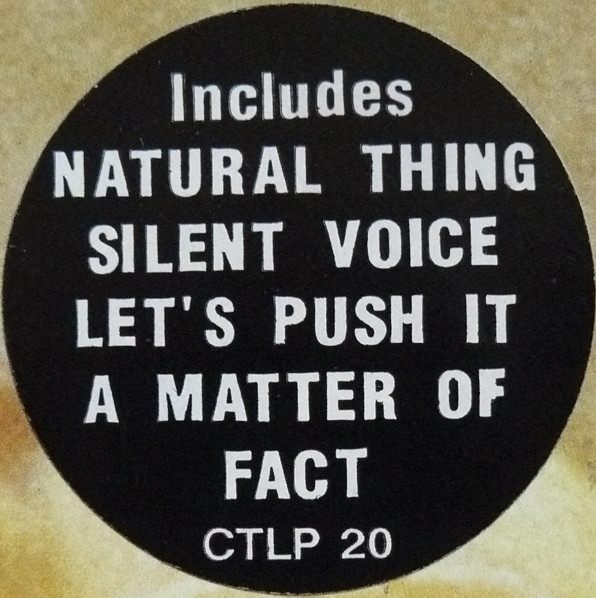 Includes
NATURAL THING
SILENT VOICE
LET'S PUSH IT
A MATTER OF
FACT
CTLP 20